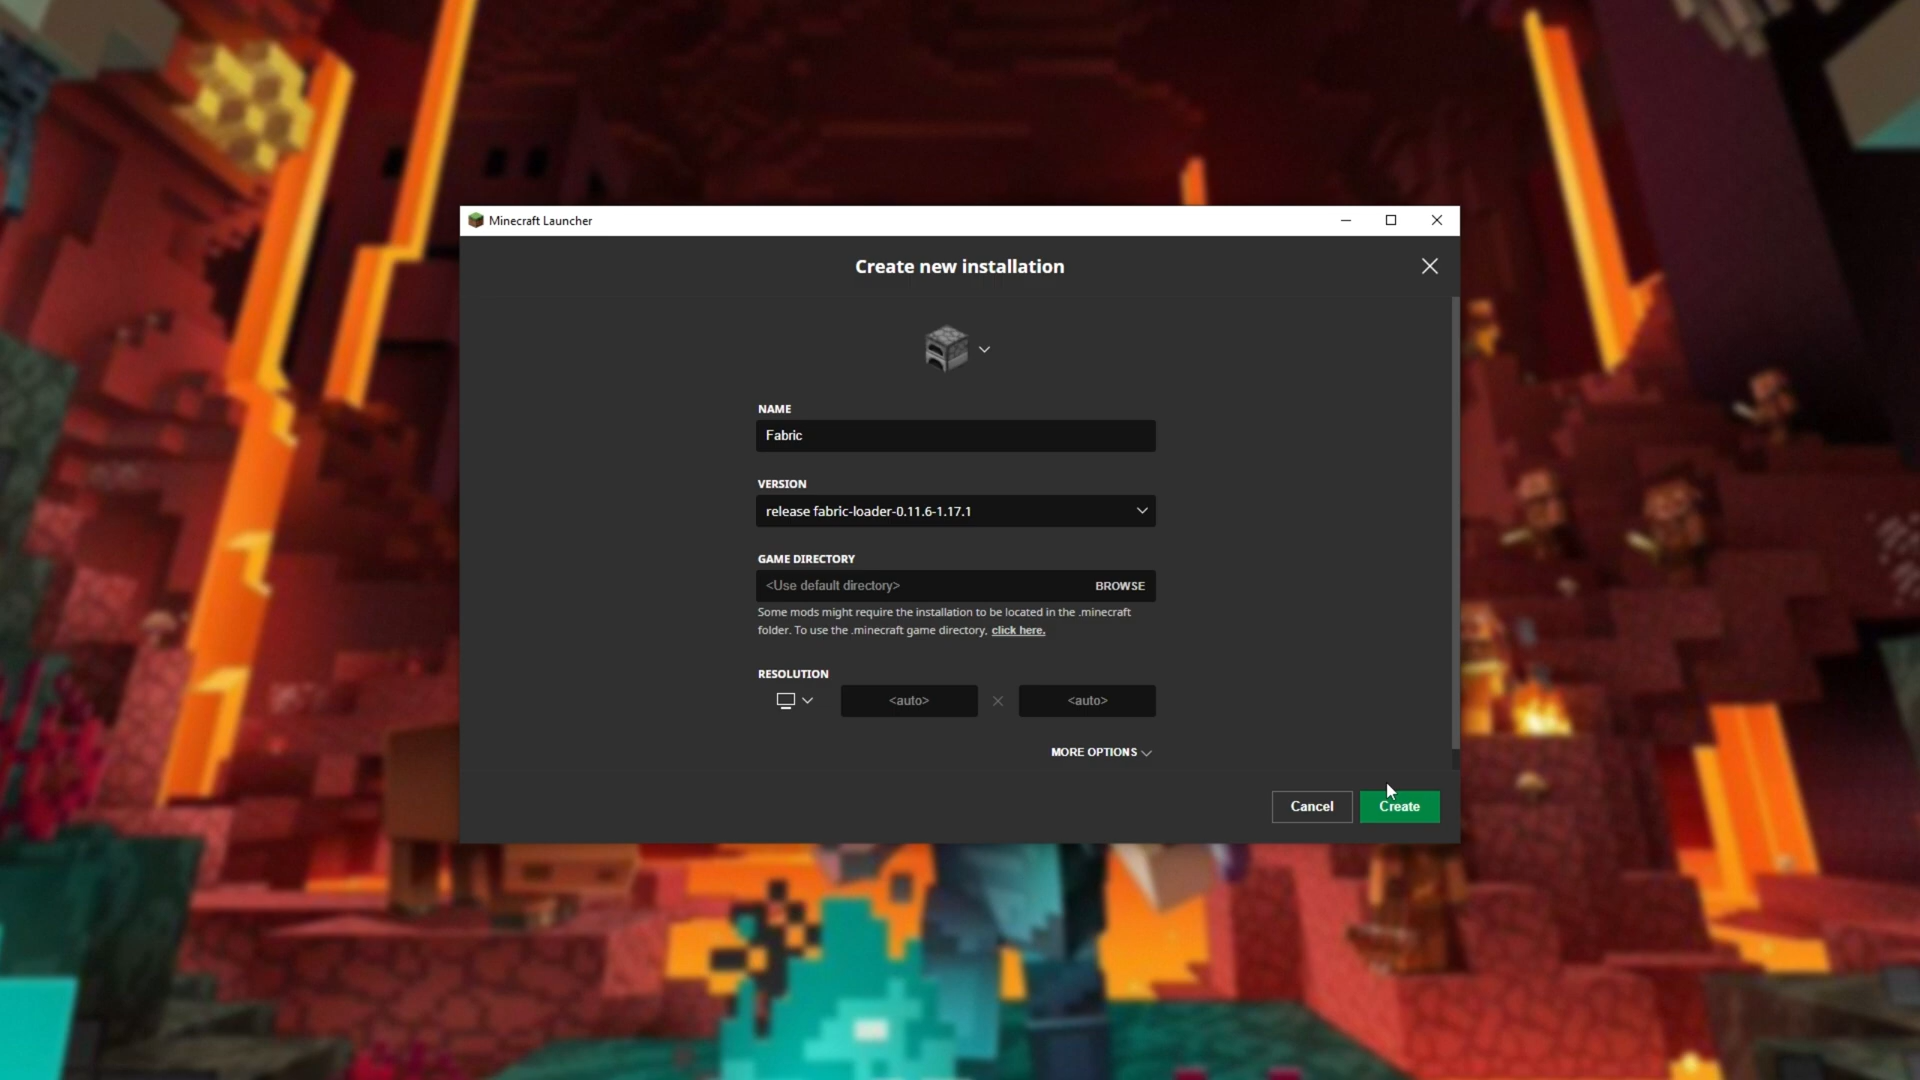 Minecraft Launcher
Create new installation
NAME
Fabric
VERSION
release fabric-loader-0.11.6-1.17.1
GAME DIRECTORY
<Use default directory>
BROWSE
Some mods might require the installation to be located in the .minecraft
folder. To use the .minecraft game directory, click here.
RESOLUTION
<auto>
<auto>
MORE OPTIONS
Cancel
Create